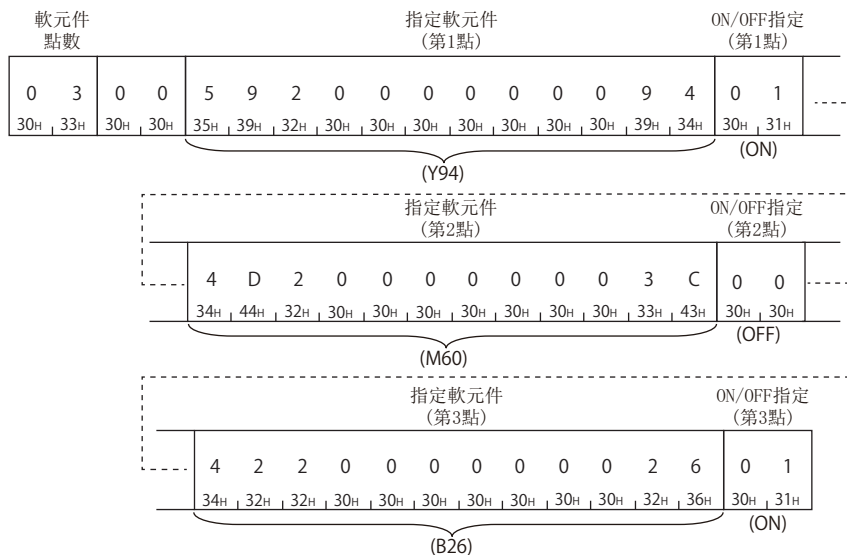 軟元件
點數
指定軟元件
(第1點)
ON/OFF指定
(第1點)
0 3 0 0 5 9 2 0 0 0 0 0 0 0 9 4 0 1
30H 33H 30H 30H 35H 39H 32H 30H 30H 30H 30H 30H 30H 30H 39H 34H 30H 31H
(Y94)
(ON)
指定軟元件
(第2點)
ON/OFF指定
(第2點)
4 D 2 0 0 0 0 0 0 0 3 C 0 0
34H 44H 32H 30H 30H 30H 30H 30H 30H 30H 33H 43H 30H 30H
(M60)
(OFF)
指定軟元件
(第3點)
ON/OFF指定
(第3點)
4 2 2 0 0 0 0 0 0 0 2 6 0 1
34H 32H 32H 30H 30H 30H 30H 30H 30H 30H 32H 36H 30H 31H
(B26)
(ON)